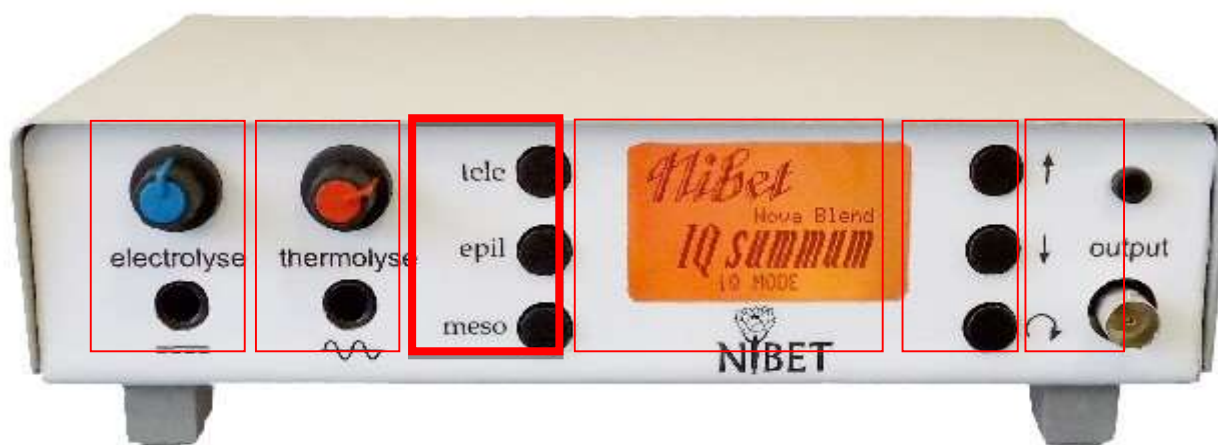 electrolyse
thermolyse
tele
epil
meso
Nibet
Nova Blend
IQ summum
IQ MODE
NIBET
output